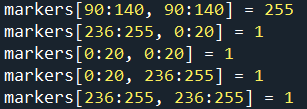 markers[90:140, 90:140] = 255
markers[236:255, 0:20] = 1
markers[0:20, 0:20] = 1
markers[0:20, 236:255] = 1
markers[236:255, 236:255] = 1